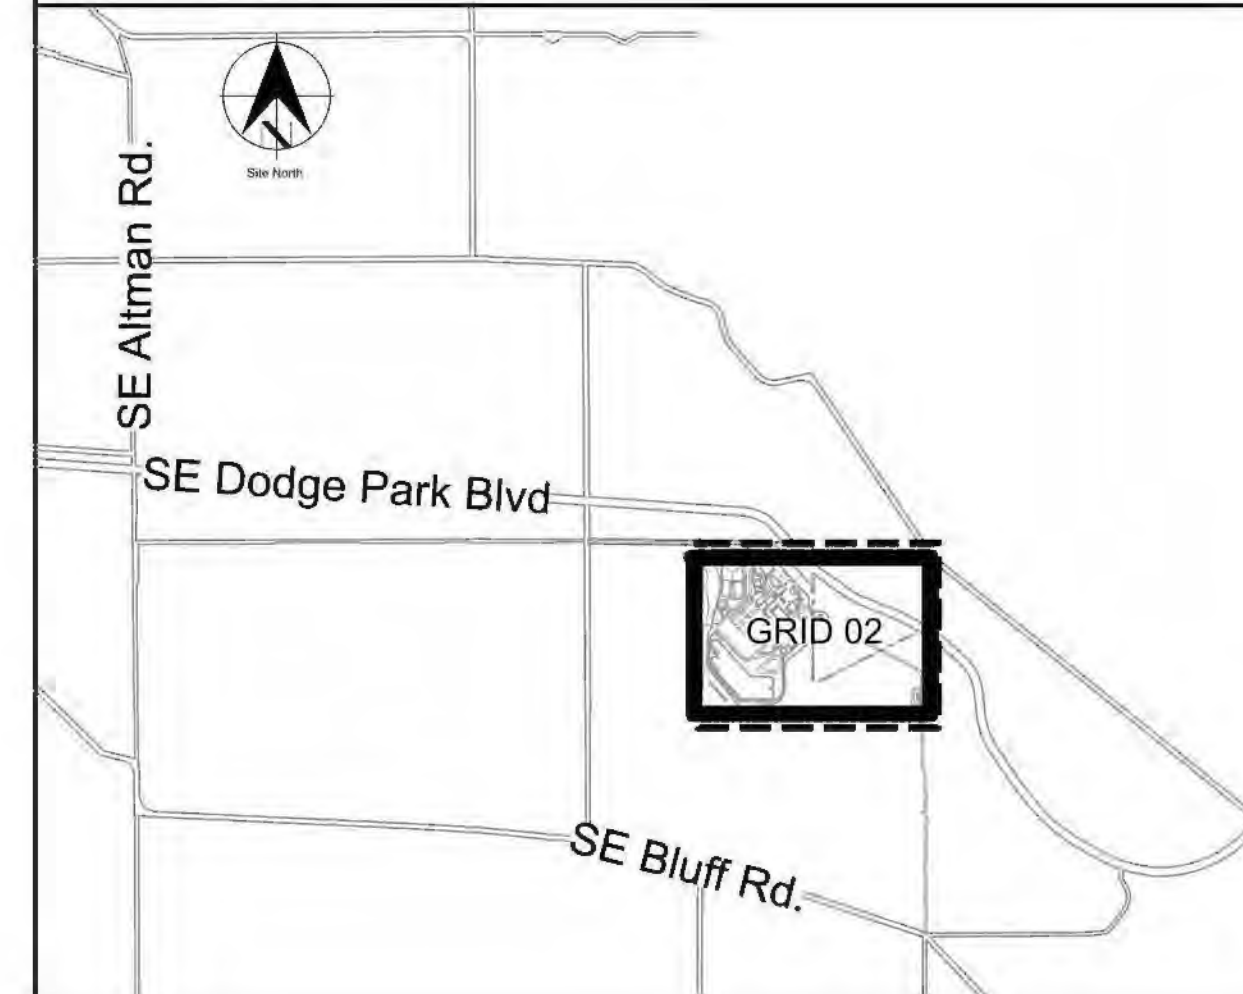 Site North
SE Altman Rd.
SE Dodge Park Blvd
GRID 02
SE Bluff Rd.